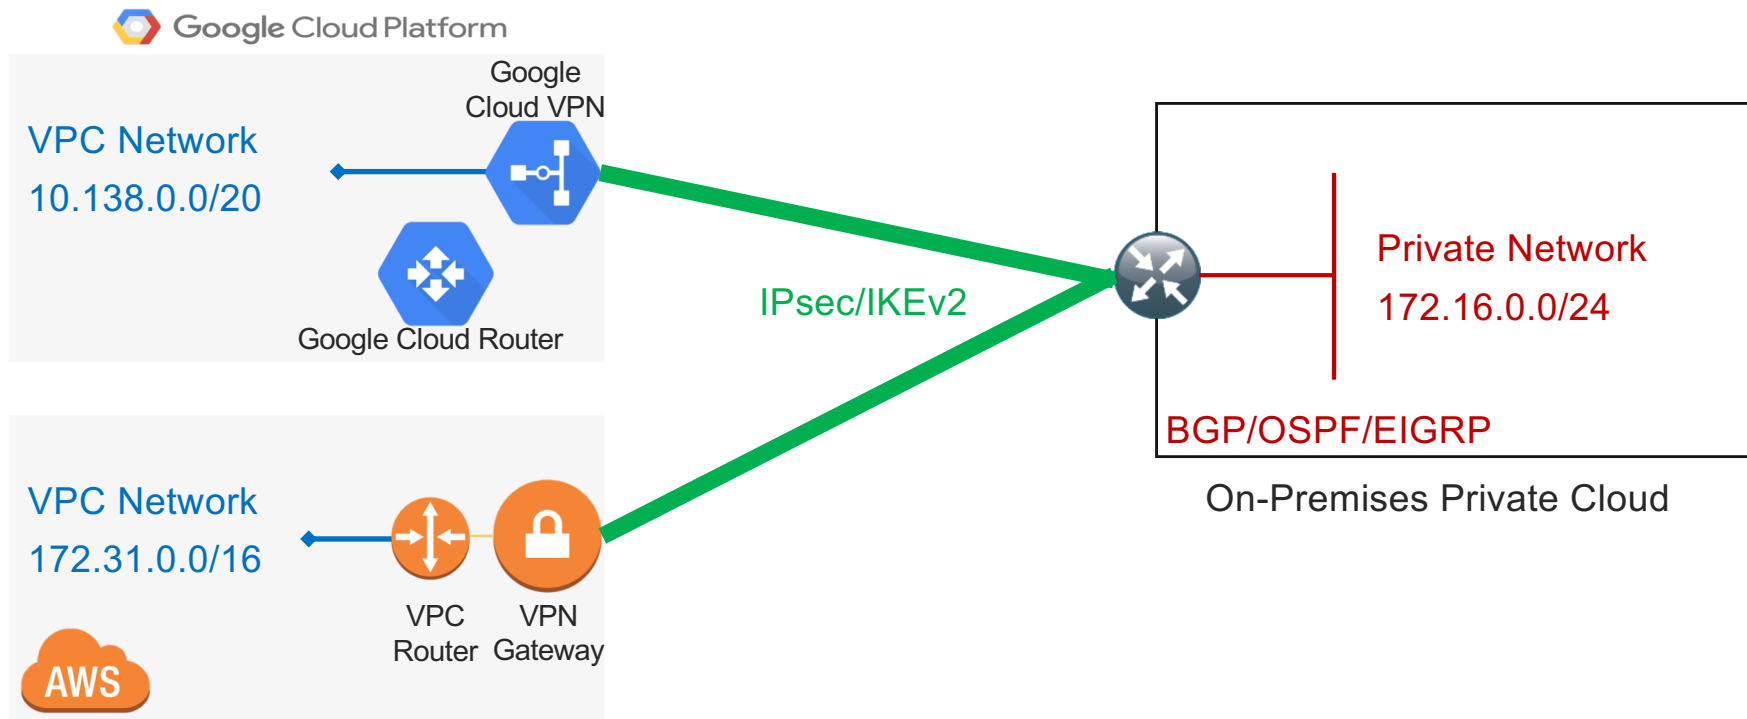 Google Cloud Platform
Google
Cloud VPN
VPC Network
10.138.0.0/20
Google Cloud Router
IPsec/IKEv2
Private Network
172.16.0.0/24
BGP/OSPF/EIGRP
On-Premises Private Cloud
VPC Network
172.31.0.0/16
VPC
Router
VPN
Gateway
AWS